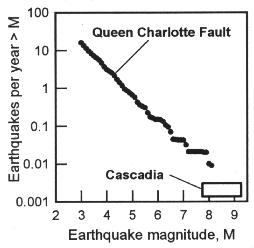 100
10
1
0.1
0.01
0.001
Earthquakes per year > M
Queen Charlotte Fault
Cascadia
2 3 4 5 6 7 8 9
Earthquake magnitude, M